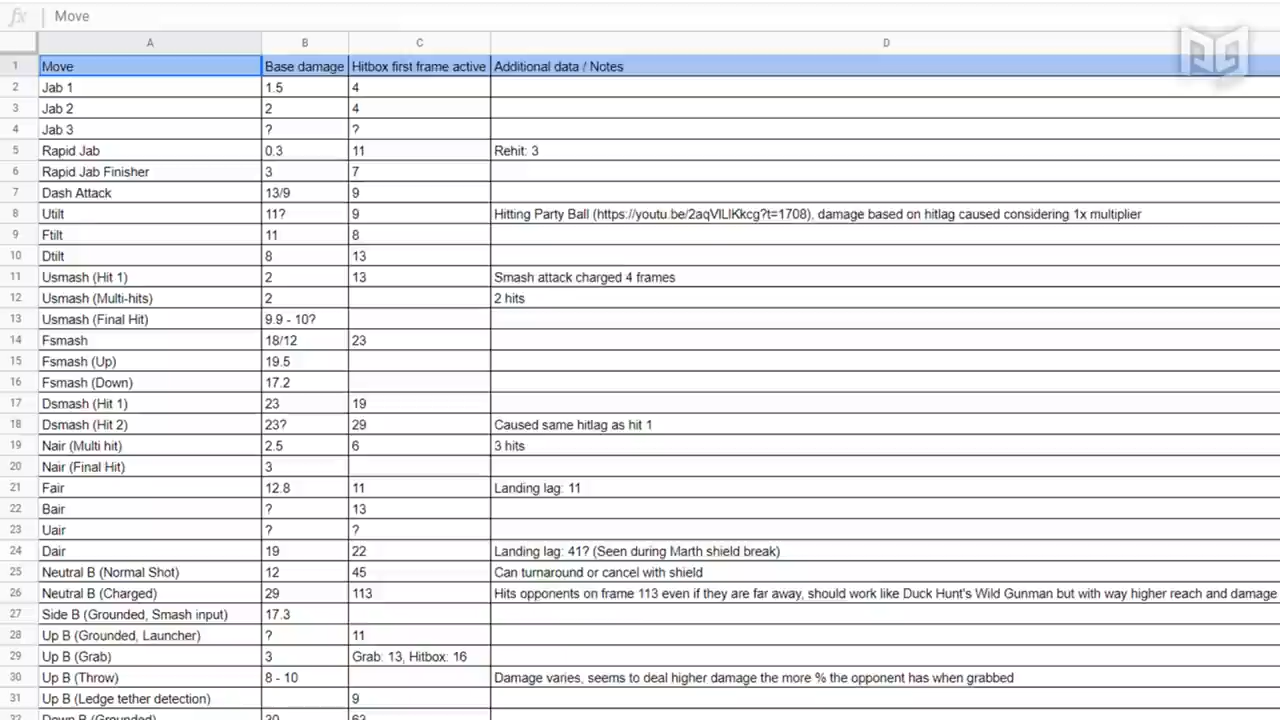 fx Move
A B C D
1 Move Base damage Hitbox first frame active Additional data / Notes
2 Jab 1 1.5 4
3 Jab 2 2 4
4 Jab 3 ? ?
5 Rapid Jab 0.3 11 Rehit: 3
6 Rapid Jab Finisher 3 7
7 Dash Attack 13/9 9
8 Utilt 11? 9 Hitting Party Ball (https://youtu.be/2aqVlLlKkcg?t=1708), damage based on hitlag caused considering 1x multiplier
9 Ftilt 11 8
10 Dtilt 8 13
11 Usmash (Hit 1) 2 13 Smash attack charged 4 frames
12 Usmash (Multi-hits) 2 2 hits
13 Usmash (Final Hit) 9.9 - 10?
14 Fsmash 18/12 23
15 Fsmash (Up) 19.5
16 Fsmash (Down) 17.2
17 Dsmash (Hit 1) 23 19
18 Dsmash (Hit 2) 23? 29 Caused same hitlag as hit 1
19 Nair (Multi hit) 2.5 6 3 hits
20 Nair (Final Hit) 3
21 Fair 12.8 11 Landing lag: 11
22 Bair ? 13
23 Uair ? ?
24 Dair 19 22 Landing lag: 41? (Seen during Marth shield break)
25 Neutral B (Normal Shot) 12 45 Can turnaround or cancel with shield
26 Neutral B (Charged) 29 113 Hits opponents on frame 113 even if they are far away, should work like Duck Hunt's Wild Gunman but with way higher reach and damage
27 Side B (Grounded, Smash input) 17.3
28 Up B (Grounded, Launcher) ? 11
29 Up B (Grab) 3 Grab: 13, Hitbox: 16
30 Up B (Throw) 8 - 10 Damage varies, seems to deal higher damage the more % the opponent has when grabbed
31 Up B (Ledge tether detection) 9
32 Down B (Grounded)